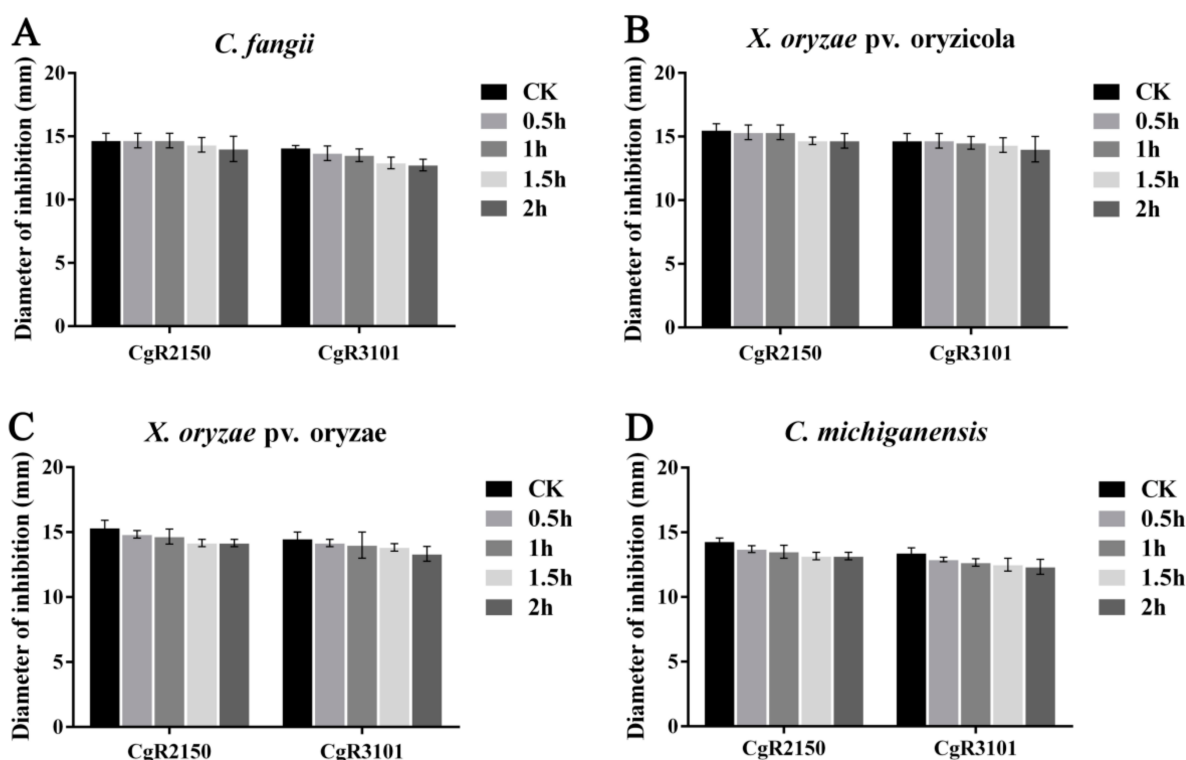 A
C. fangii
Diameter of inhibition (mm)
20
15
10
5
0
CgR2150
CgR3101
CK
0.5h
1h
1.5h
2h
B
X. oryzae pv. oryzicola
Diameter of inhibition (mm)
20
15
10
5
0
CgR2150
CgR3101
CK
0.5h
1h
1.5h
2h
C
X. oryzae pv. oryzae
Diameter of inhibition (mm)
20
15
10
5
0
CgR2150
CgR3101
CK
0.5h
1h
1.5h
2h
D
C. michiganensis
Diameter of inhibition (mm)
20
15
10
5
0
CgR2150
CgR3101
CK
0.5h
1h
1.5h
2h